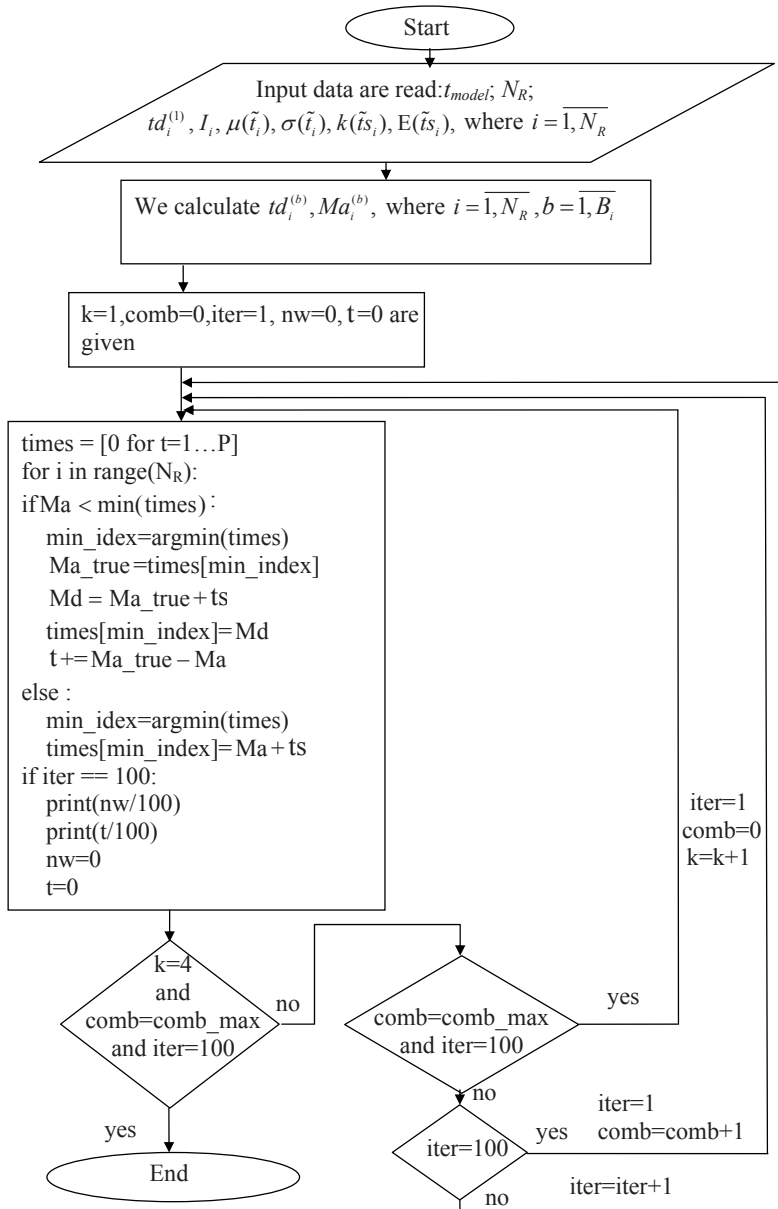 Start
Input data are read:t_model; N_R;
td_i^(1), I_i, μ(t̃_i), σ(t̃_i), k(t̃s_i), E(t̃s_i), where i = \overline{1,N_R}
We calculate td_i^(b), Ma_i^(b), where i = \overline{1,N_R}, b = \overline{1,B_i}
k=1,comb=0,iter=1, nw=0, t=0 are
given
times = [0 for t=1…P]
for i in range(N_R):
if Ma < min(times) :
min_idex=argmin(times)
Ma_true=times[min_index]
Md = Ma_true+ts
times[min_index]=Md
t+=Ma_true – Ma
else :
min_idex=argmin(times)
times[min_index]=Ma+ts
if iter == 100:
print(nw/100)
print(t/100)
nw=0
t=0
iter=1
comb=0
k=k+1
k=4
and
comb=comb_max
and iter=100
no
comb=comb_max
and iter=100
yes
no
yes
iter=100
yes
iter=1
comb=comb+1
End
no
iter=iter+1